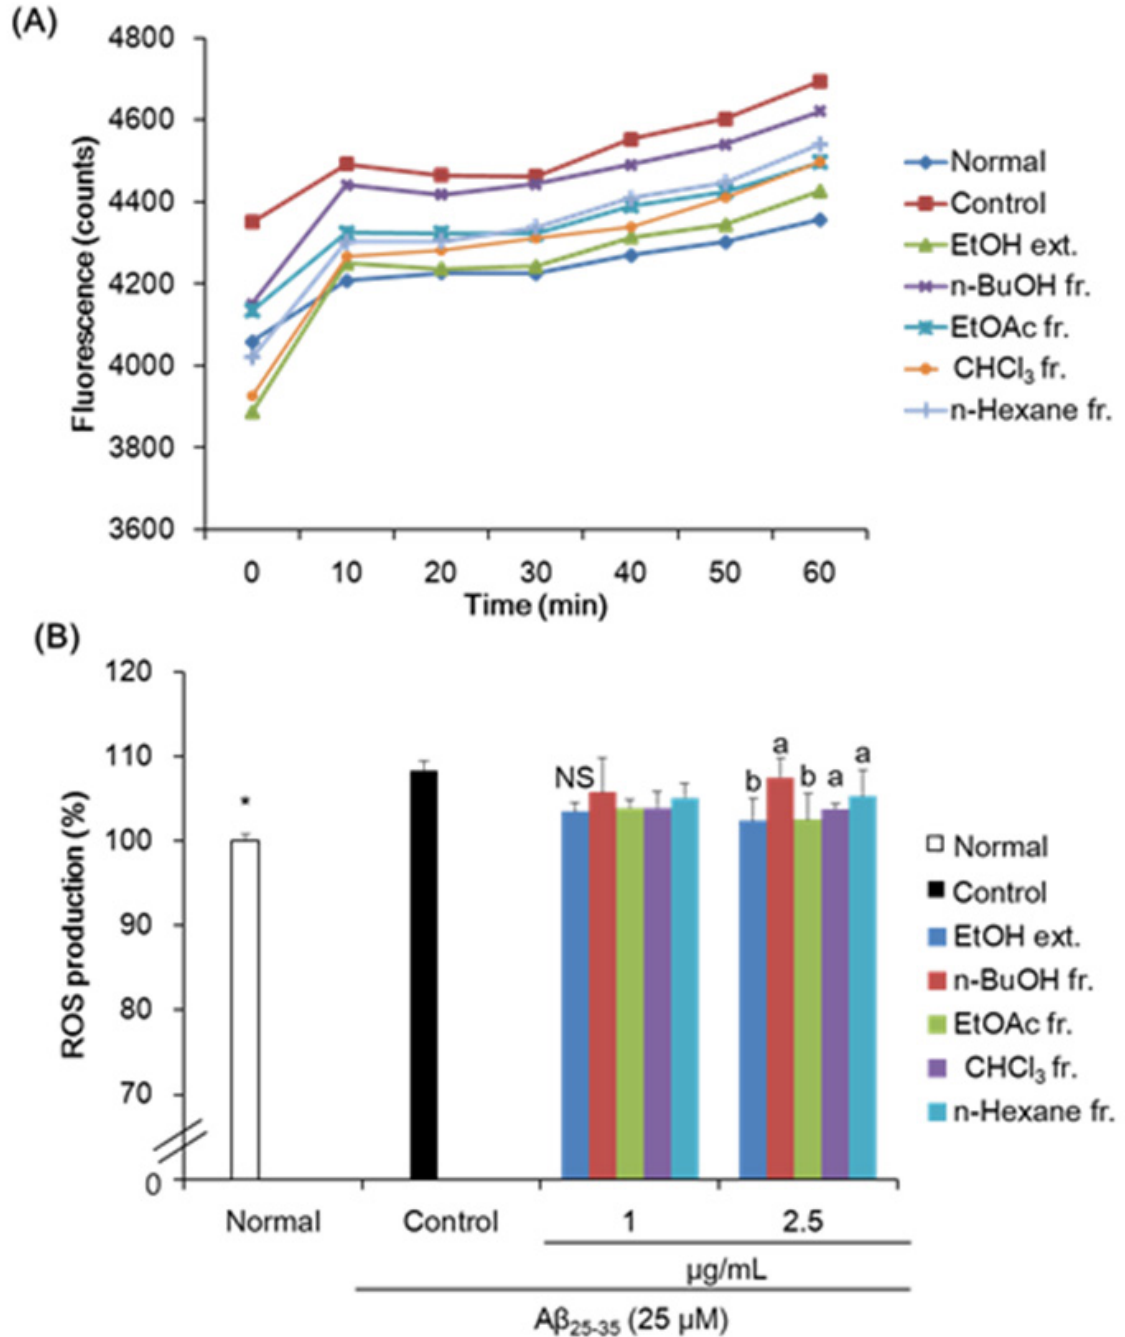 (A)
4800
4600
4400
4200
4000
3800
3600
Fluorescence (counts)
0 10 20 30 40 50 60
Time (min)
Normal
Control
EtOH ext.
n-BuOH fr.
EtOAc fr.
CHCl₃ fr.
n-Hexane fr.
(B)
120
110
100
90
80
70
0
ROS production (%)
*
NS
b a b a a
Normal
Control
EtOH ext.
n-BuOH fr.
EtOAc fr.
CHCl₃ fr.
n-Hexane fr.
Normal Control 1 2.5
µg/mL
Aβ₂₅₋₃₅ (25 µM)